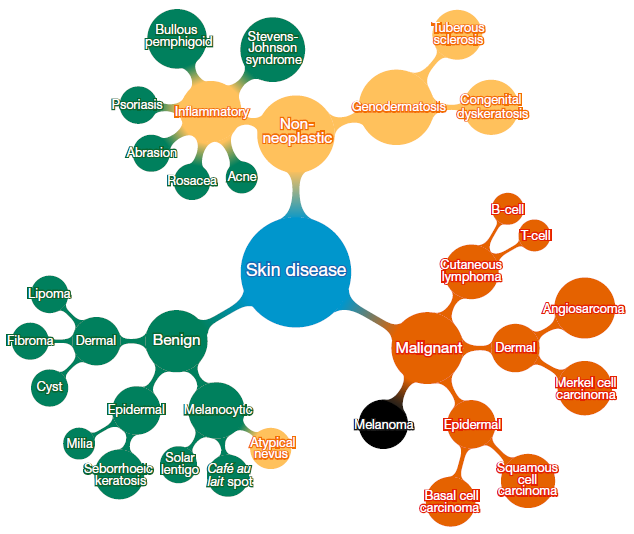 Bullous
pemphigoid
Stevens-
Johnson
syndrome
Tuberous
sclerosis
Psoriasis
Inflammatory
Non-
neoplastic
Genodermatosis
Congenital
dyskeratosis
Abrasion
Rosacea
Acne
B-cell
T-cell
Skin disease
Cutaneous
lymphoma
Lipoma
Angiosarcoma
Fibroma
Dermal
Benign
Malignant
Dermal
Cyst
Merkel cell
carcinoma
Epidermal
Melanocytic
Melanoma
Epidermal
Milia
Atypical
nevus
Seborrhoeic
keratosis
Solar
lentigo
Café au
lait spot
Squamous
cell
carcinoma
Basal cell
carcinoma